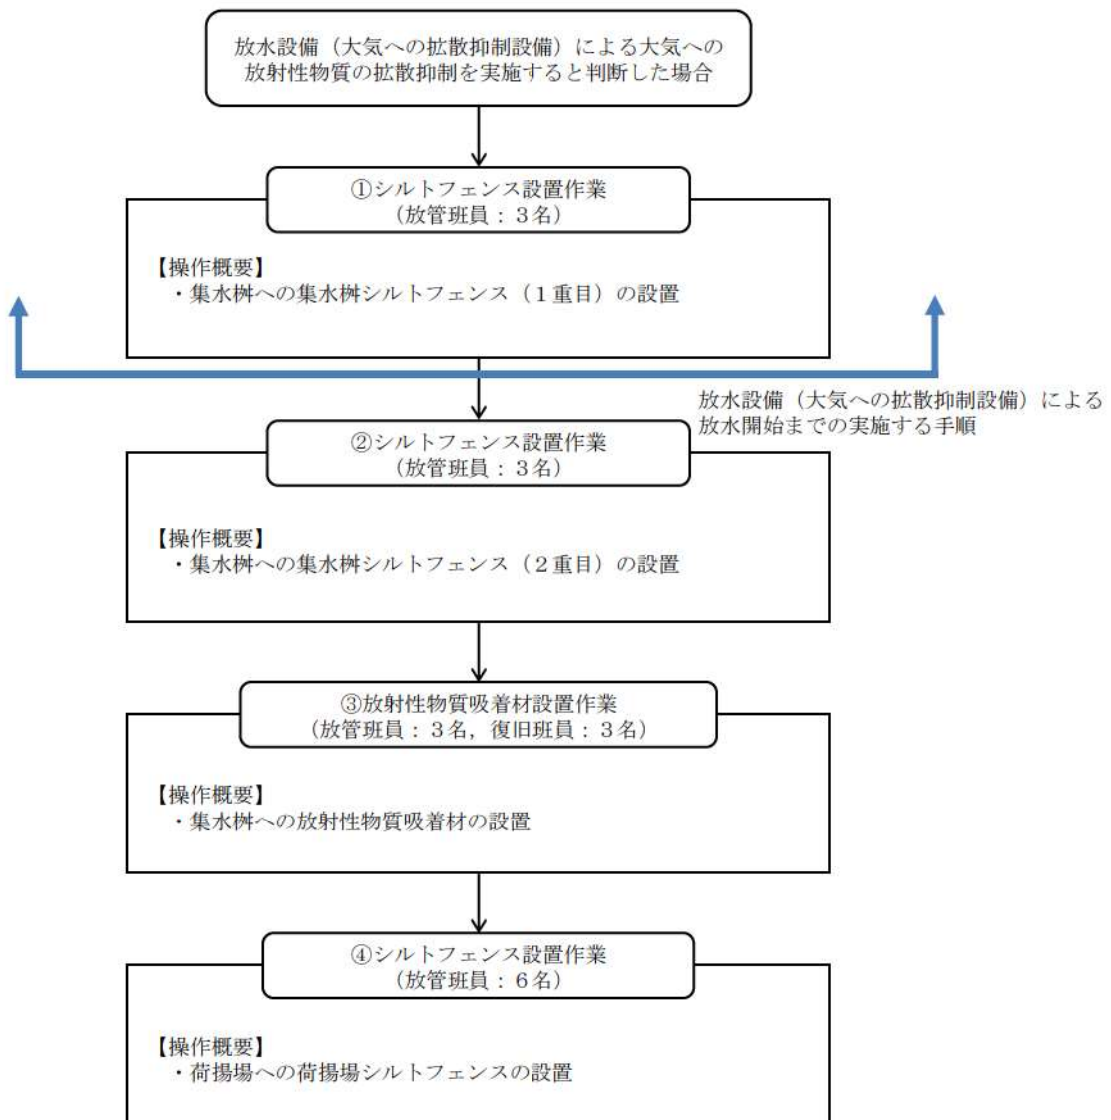 放水設備（大気への拡散抑制設備）による大気への
放射性物質の拡散抑制を実施すると判断した場合
①シルトフェンス設置作業
（放管班員：３名）
【操作概要】
・集水桝への集水桝シルトフェンス（１重目）の設置
放水設備（大気への拡散抑制設備）による
放水開始までの実施する手順
②シルトフェンス設置作業
（放管班員：３名）
【操作概要】
・集水桝への集水桝シルトフェンス（２重目）の設置
③放射性物質吸着材設置作業
（放管班員：３名，復旧班員：３名）
【操作概要】
・集水桝への放射性物質吸着材の設置
④シルトフェンス設置作業
（放管班員：６名）
【操作概要】
・荷揚場への荷揚場シルトフェンスの設置